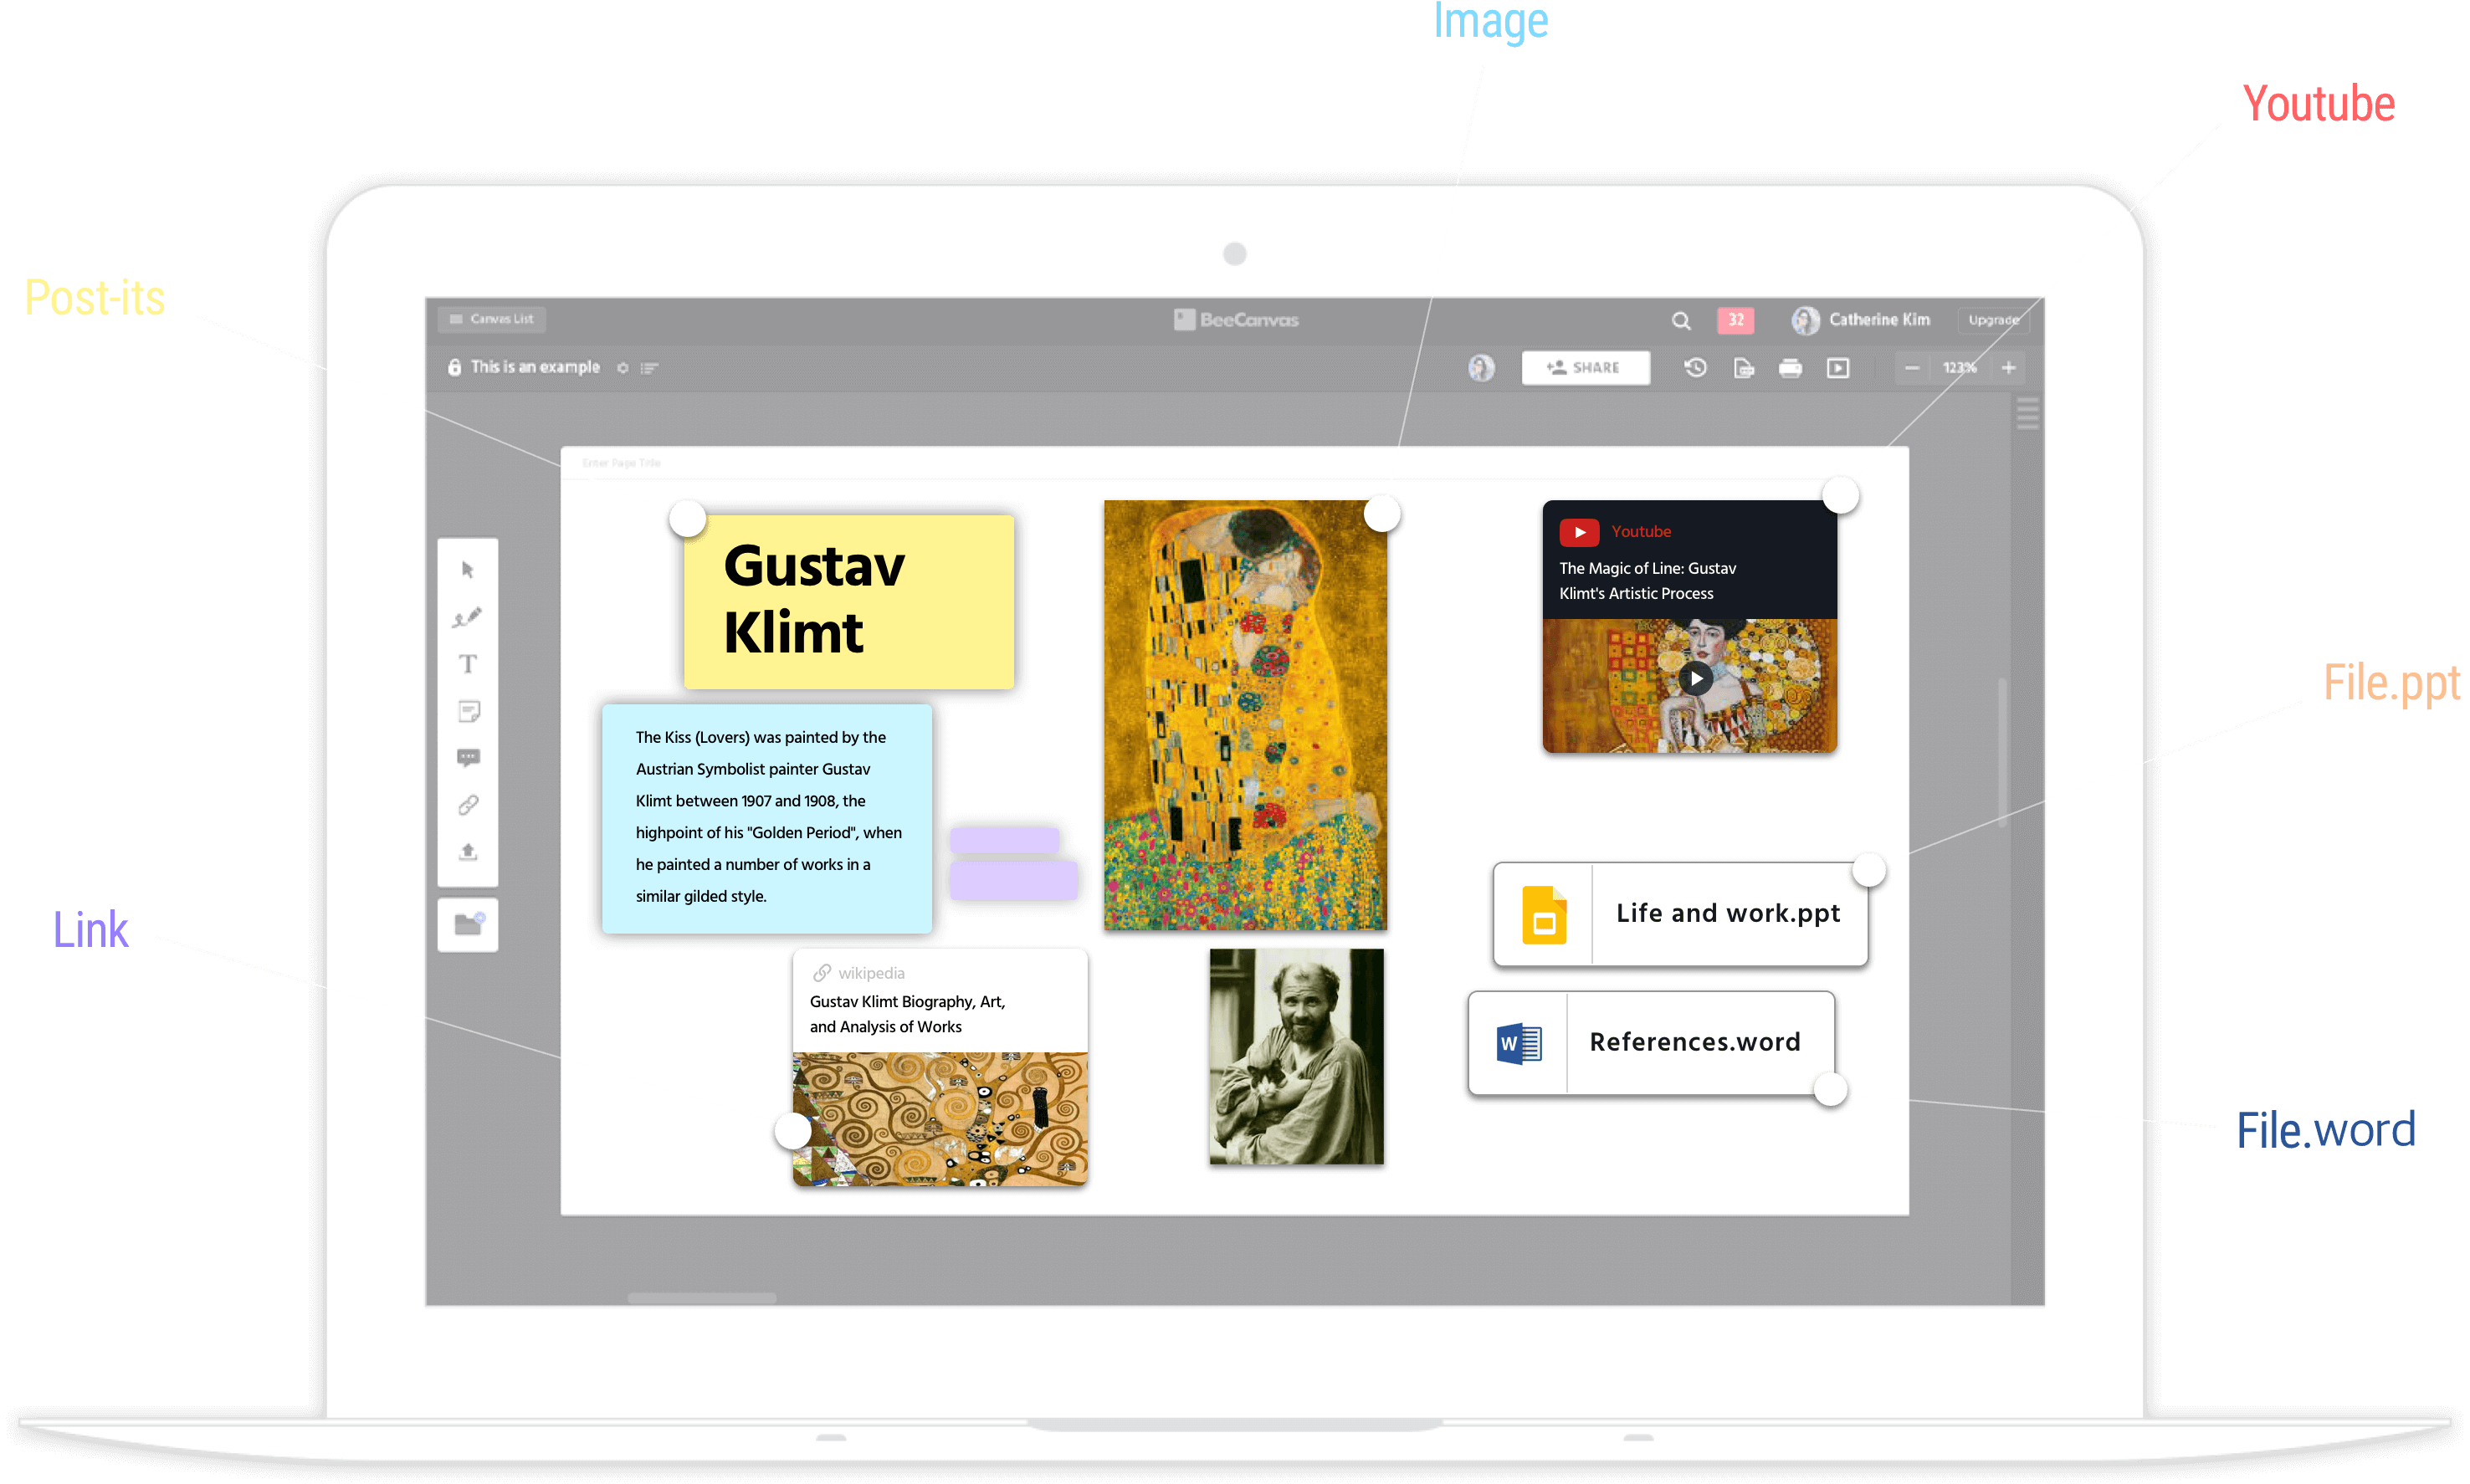 Image
Youtube
Post-its
Canvas List
BeeCanvas
32
Catherine Kim
Upgrade
This is an example
SHARE
123%
Enter Page Title
Gustav
Klimt
Youtube
The Magic of Line: Gustav
Klimt's Artistic Process
File.ppt
T
The Kiss (Lovers) was painted by the
Austrian Symbolist painter Gustav
Klimt between 1907 and 1908, the
highpoint of his "Golden Period", when
he painted a number of works in a
similar gilded style.
Link
Life and work.ppt
wikipedia
Gustav Klimt Biography, Art,
and Analysis of Works
W
References.word
File.word